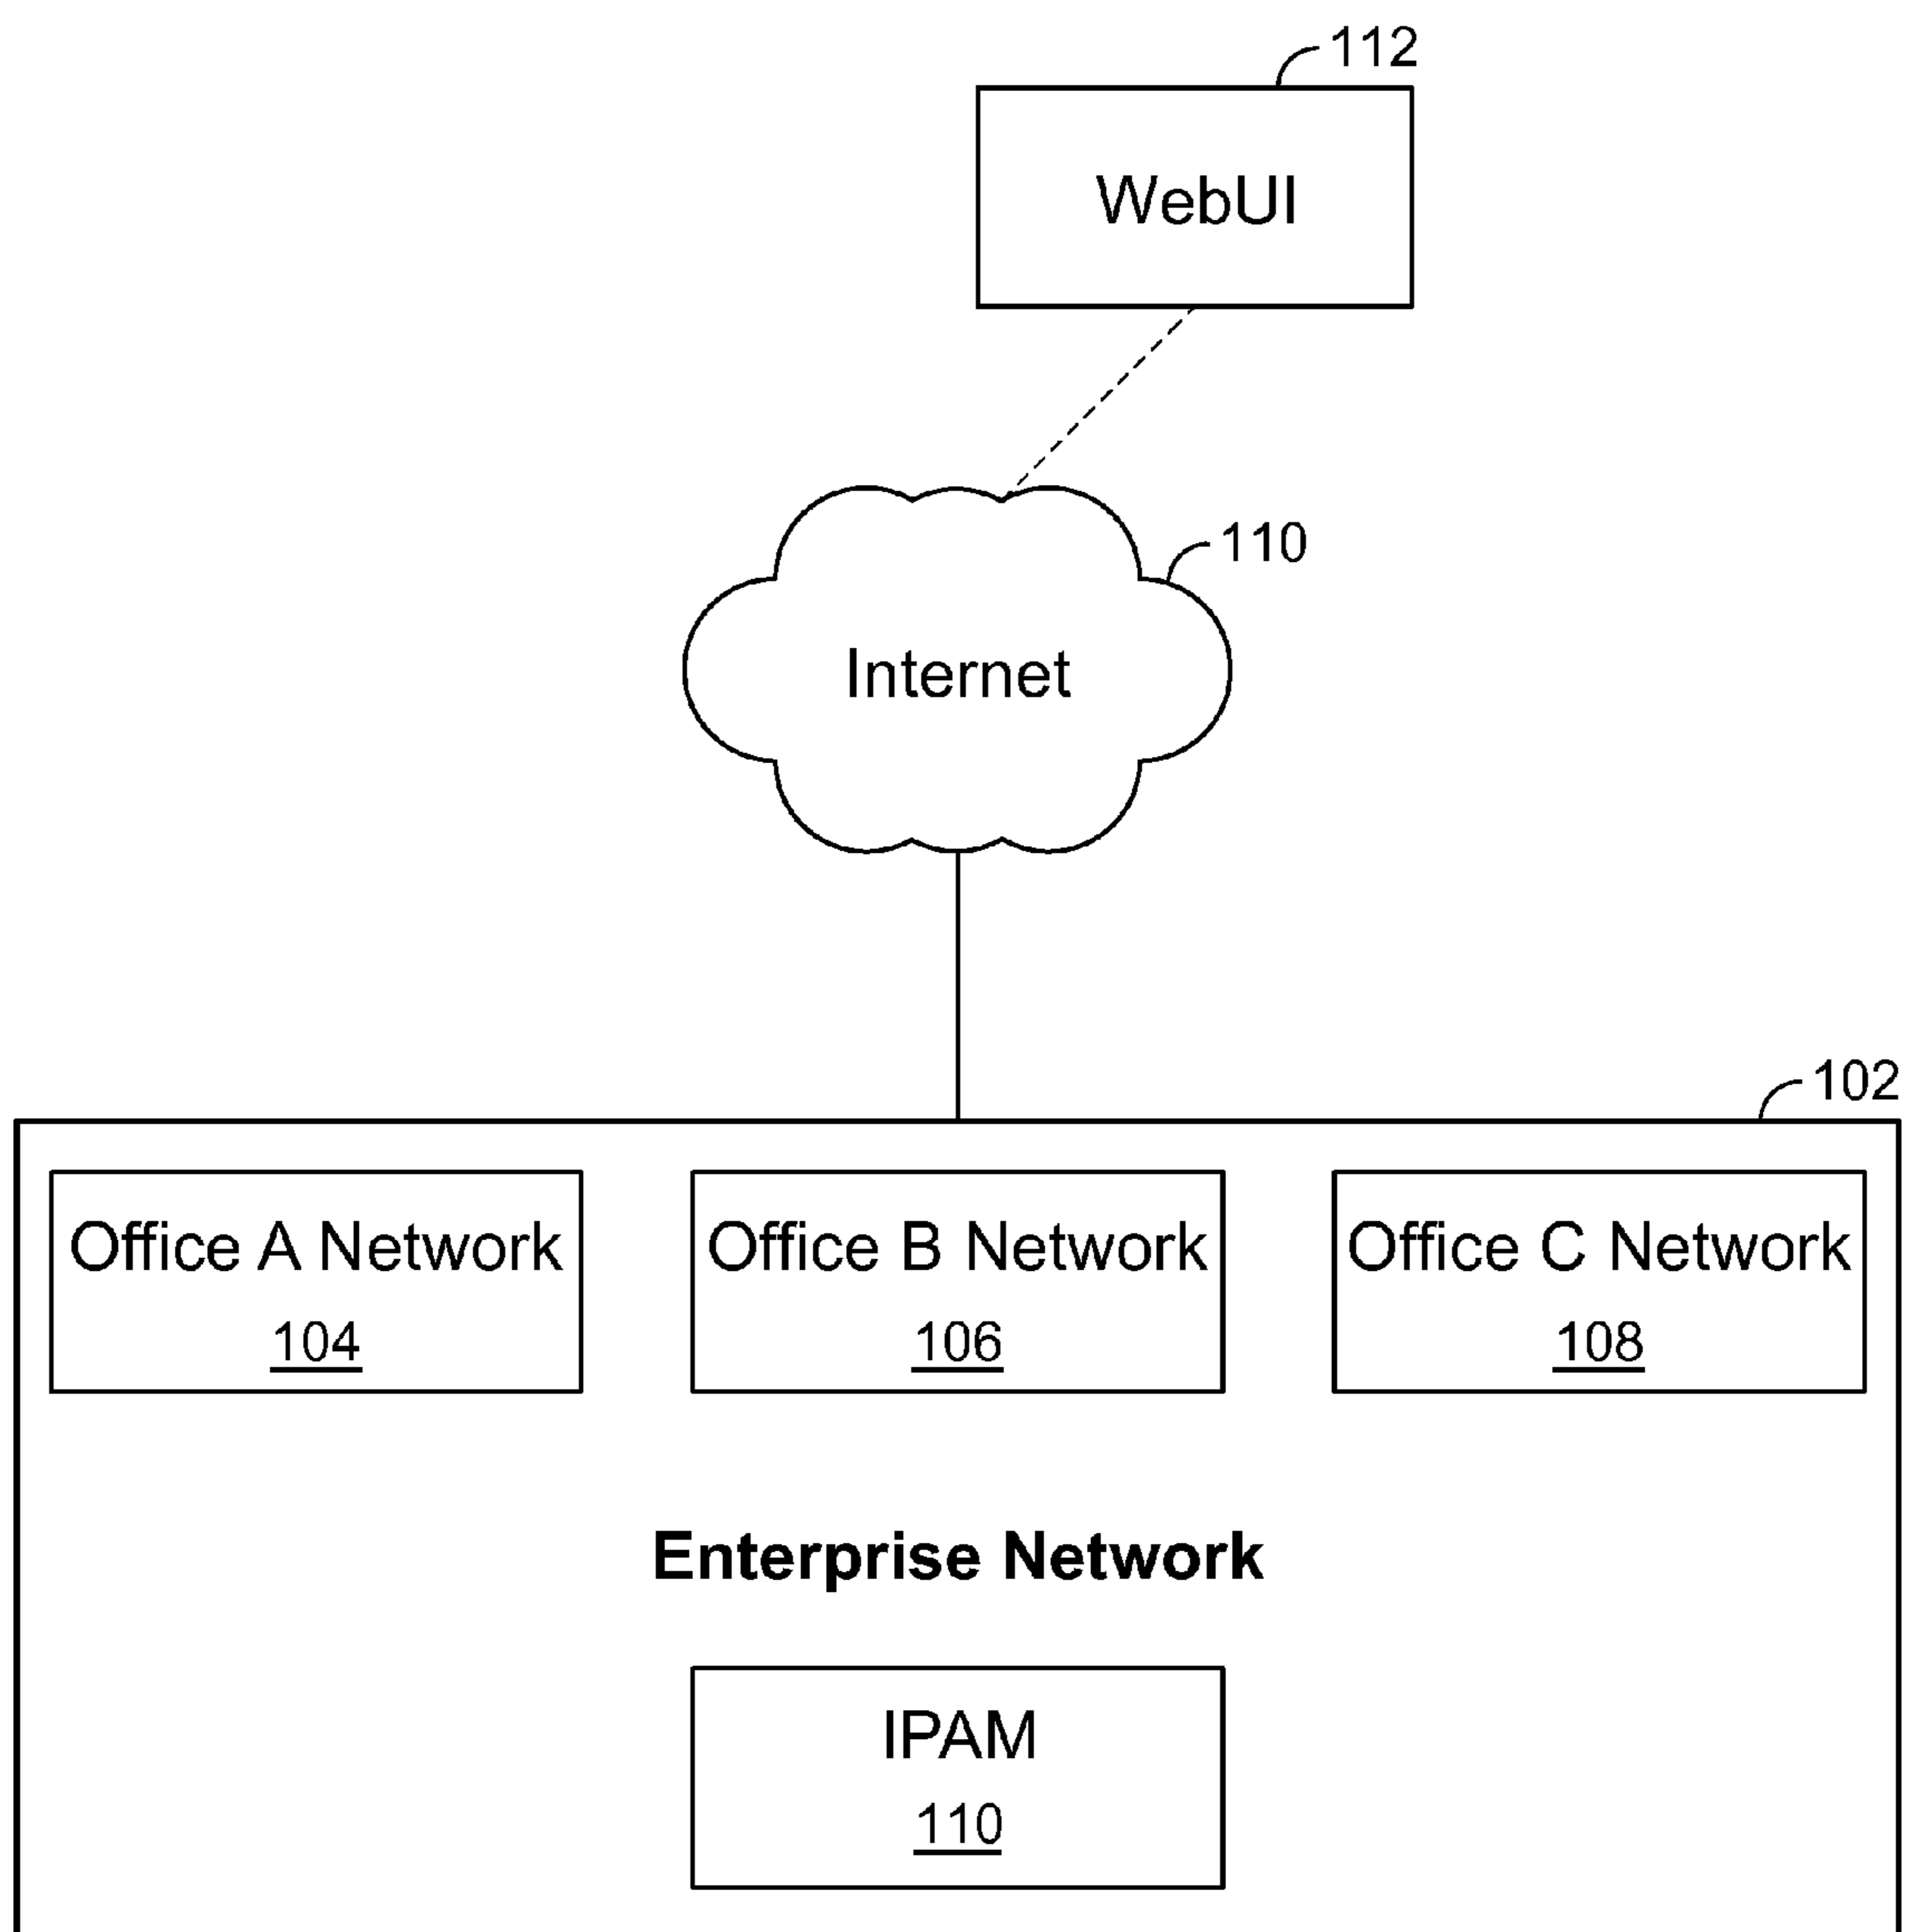 112
WebUI
110
Internet
102
Office A Network
104
Office B Network
106
Office C Network
108
Enterprise Network
IPAM
110